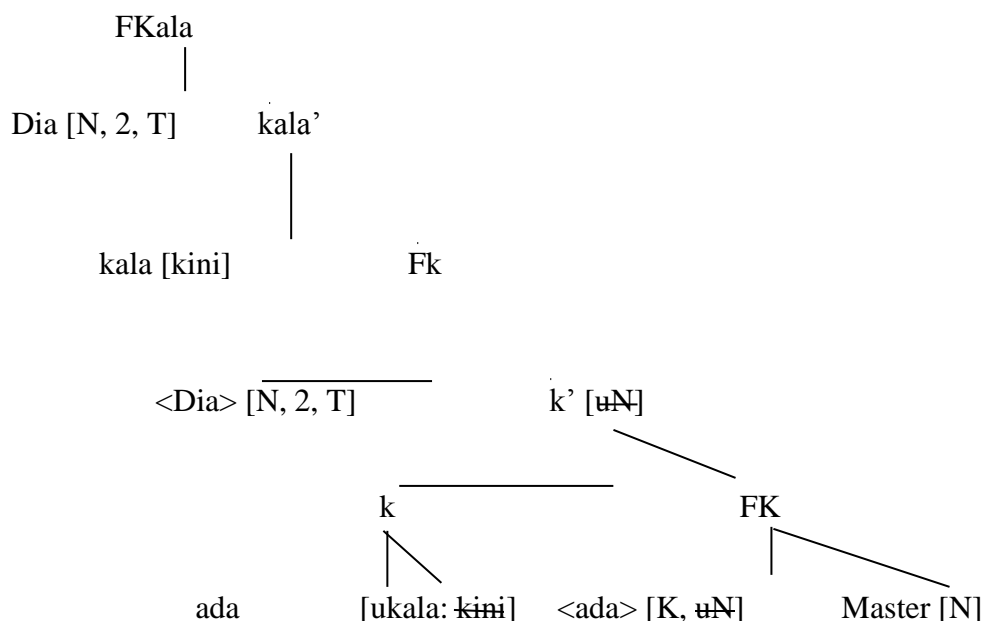 FKala
Dia [N, 2, T] kala’
kala [kini] Fk
<Dia> [N, 2, T] k’ [uN]
k FK
ada [ukala: kini] <ada> [K, uN] Master [N]